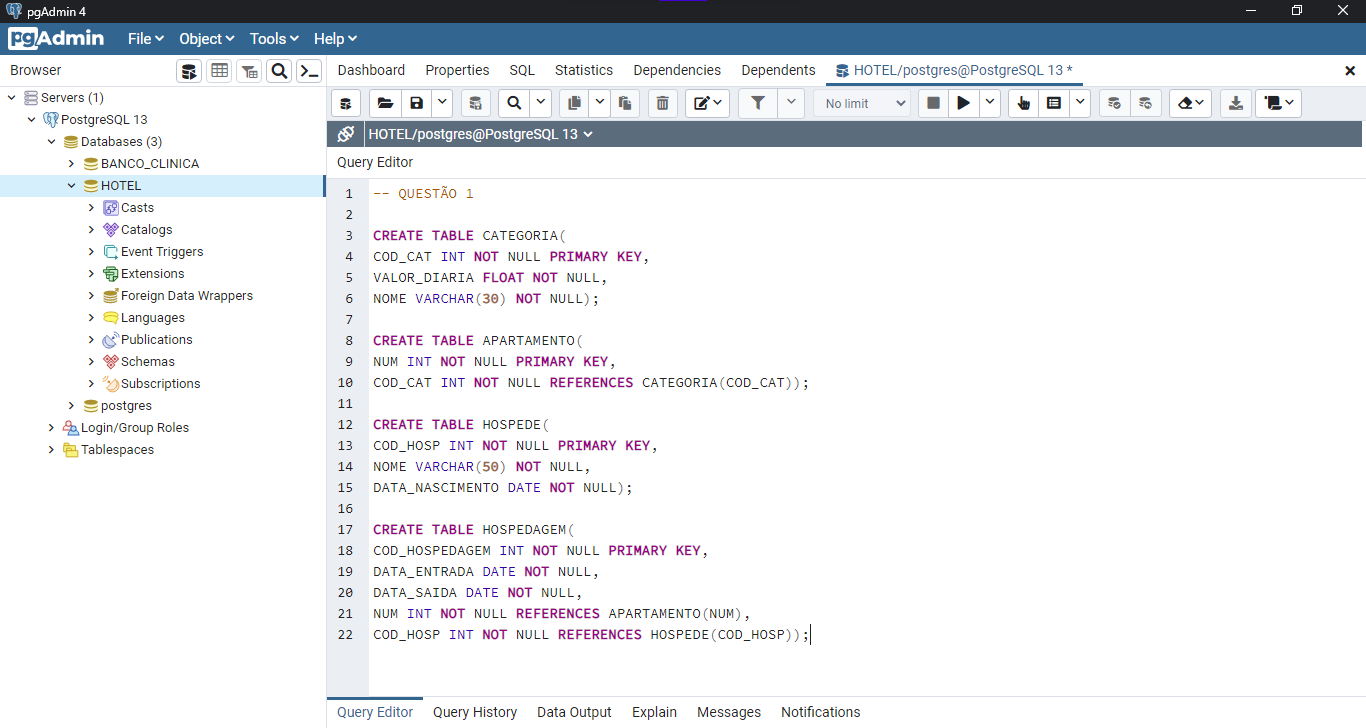 pgAdmin 4
pgAdmin File Object Tools Help
Browser
Dashboard Properties SQL Statistics Dependencies Dependents HOTEL/postgres@PostgreSQL 13 *
No limit
HOTEL/postgres@PostgreSQL 13
Query Editor
Servers (1)
PostgreSQL 13
Databases (3)
BANCO_CLINICA
HOTEL
Casts
Catalogs
Event Triggers
Extensions
Foreign Data Wrappers
Languages
Publications
Schemas
Subscriptions
postgres
Login/Group Roles
Tablespaces
1 -- QUESTÃO 1
2
3 CREATE TABLE CATEGORIA(
4 COD_CAT INT NOT NULL PRIMARY KEY,
5 VALOR_DIARIA FLOAT NOT NULL,
6 NOME VARCHAR(30) NOT NULL);
7
8 CREATE TABLE APARTAMENTO(
9 NUM INT NOT NULL PRIMARY KEY,
10 COD_CAT INT NOT NULL REFERENCES CATEGORIA(COD_CAT));
11
12 CREATE TABLE HOSPEDE(
13 COD_HOSP INT NOT NULL PRIMARY KEY,
14 NOME VARCHAR(50) NOT NULL,
15 DATA_NASCIMENTO DATE NOT NULL);
16
17 CREATE TABLE HOSPEDAGEM(
18 COD_HOSPEDAGEM INT NOT NULL PRIMARY KEY,
19 DATA_ENTRADA DATE NOT NULL,
20 DATA_SAIDA DATE NOT NULL,
21 NUM INT NOT NULL REFERENCES APARTAMENTO(NUM),
22 COD_HOSP INT NOT NULL REFERENCES HOSPEDE(COD_HOSP));
Query Editor Query History Data Output Explain Messages Notifications